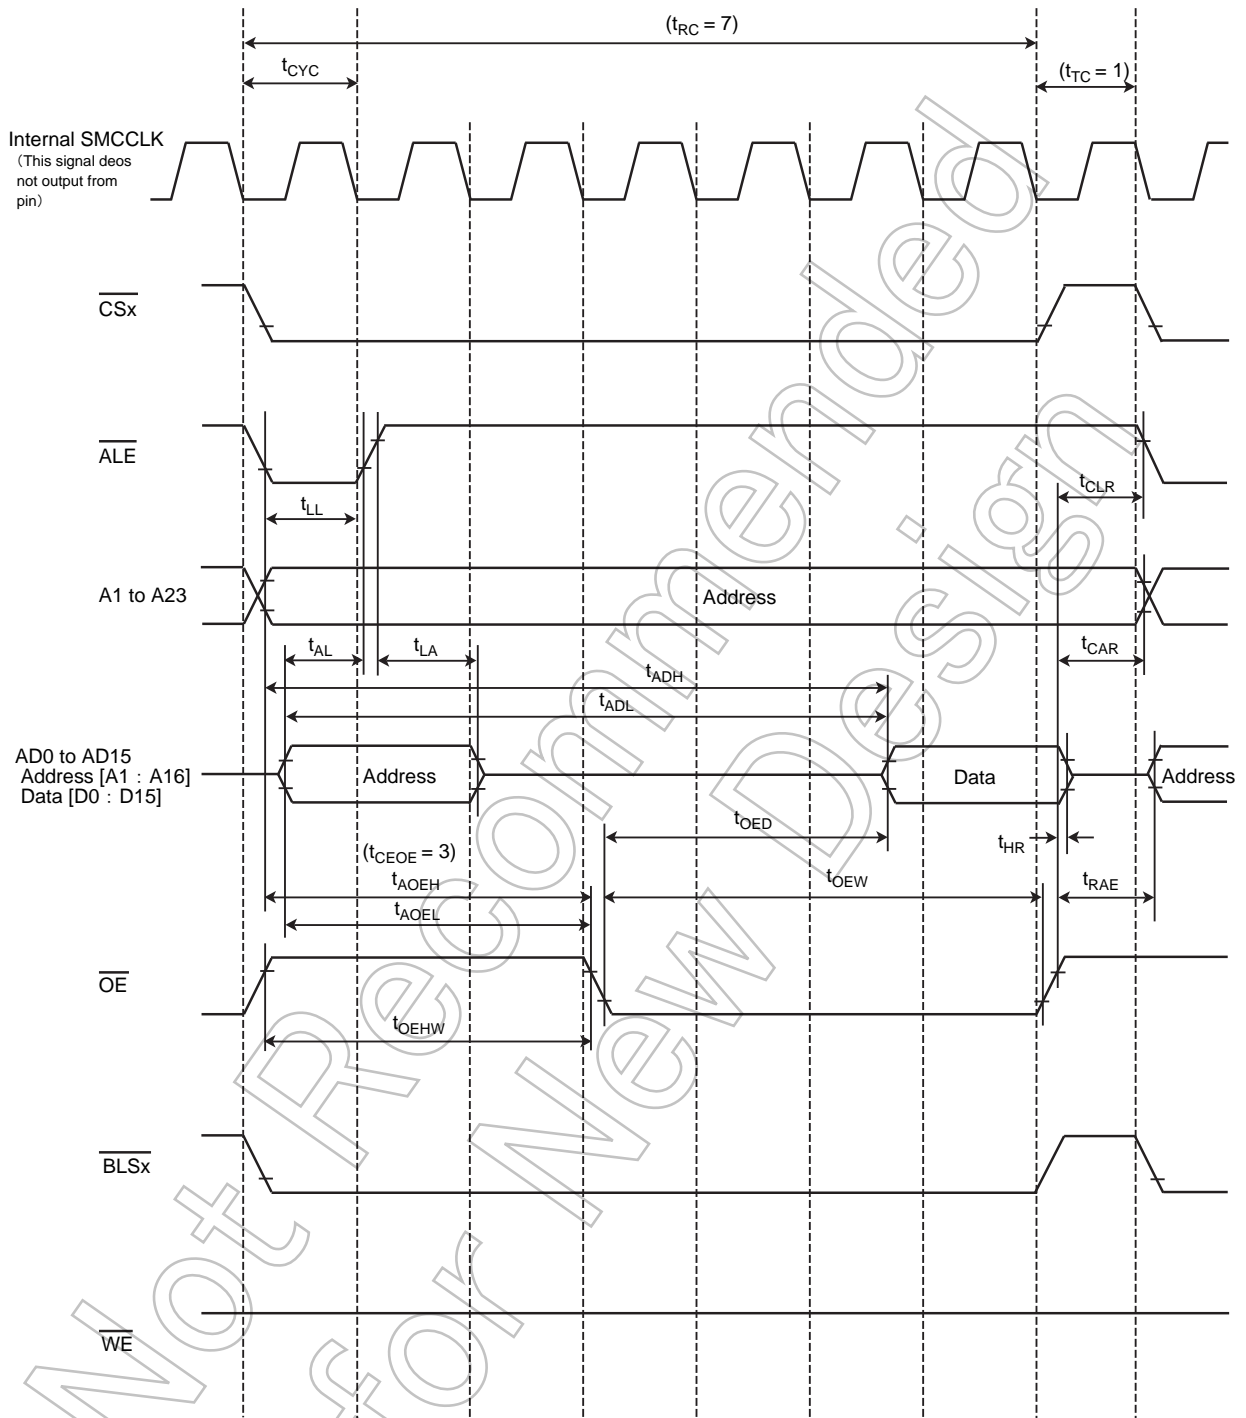 (tRC = 7)
tCYC
(tTC = 1)
Internal SMCCLK
(This signal deos
not output from
pin)
CSx
ALE
tLL
tCLR
A1 to A23
Address
tAL
tLA
tADH
tCAR
tADL
AD0 to AD15
Address [A1 : A16]
Data [D0 : D15]
Address
Data
Address
tOED
tHR
(tCEOE = 3)
tAOEH
tOEW
tRAE
tAOEL
OE
tOEHW
BLSx
WE
Not Recommended
for New Design